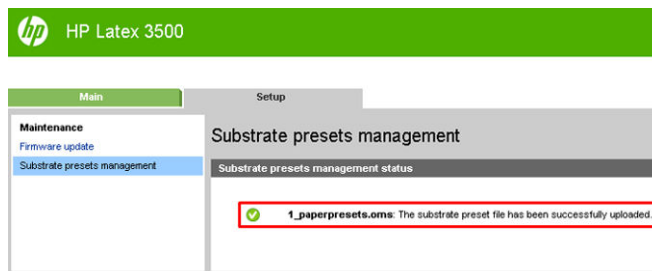 hp HP Latex 3500
Main Setup
Maintenance
Firmware update
Substrate presets management
Substrate presets management
Substrate presets management status
1_paperpresets.oms: The substrate preset file has been successfully uploaded.